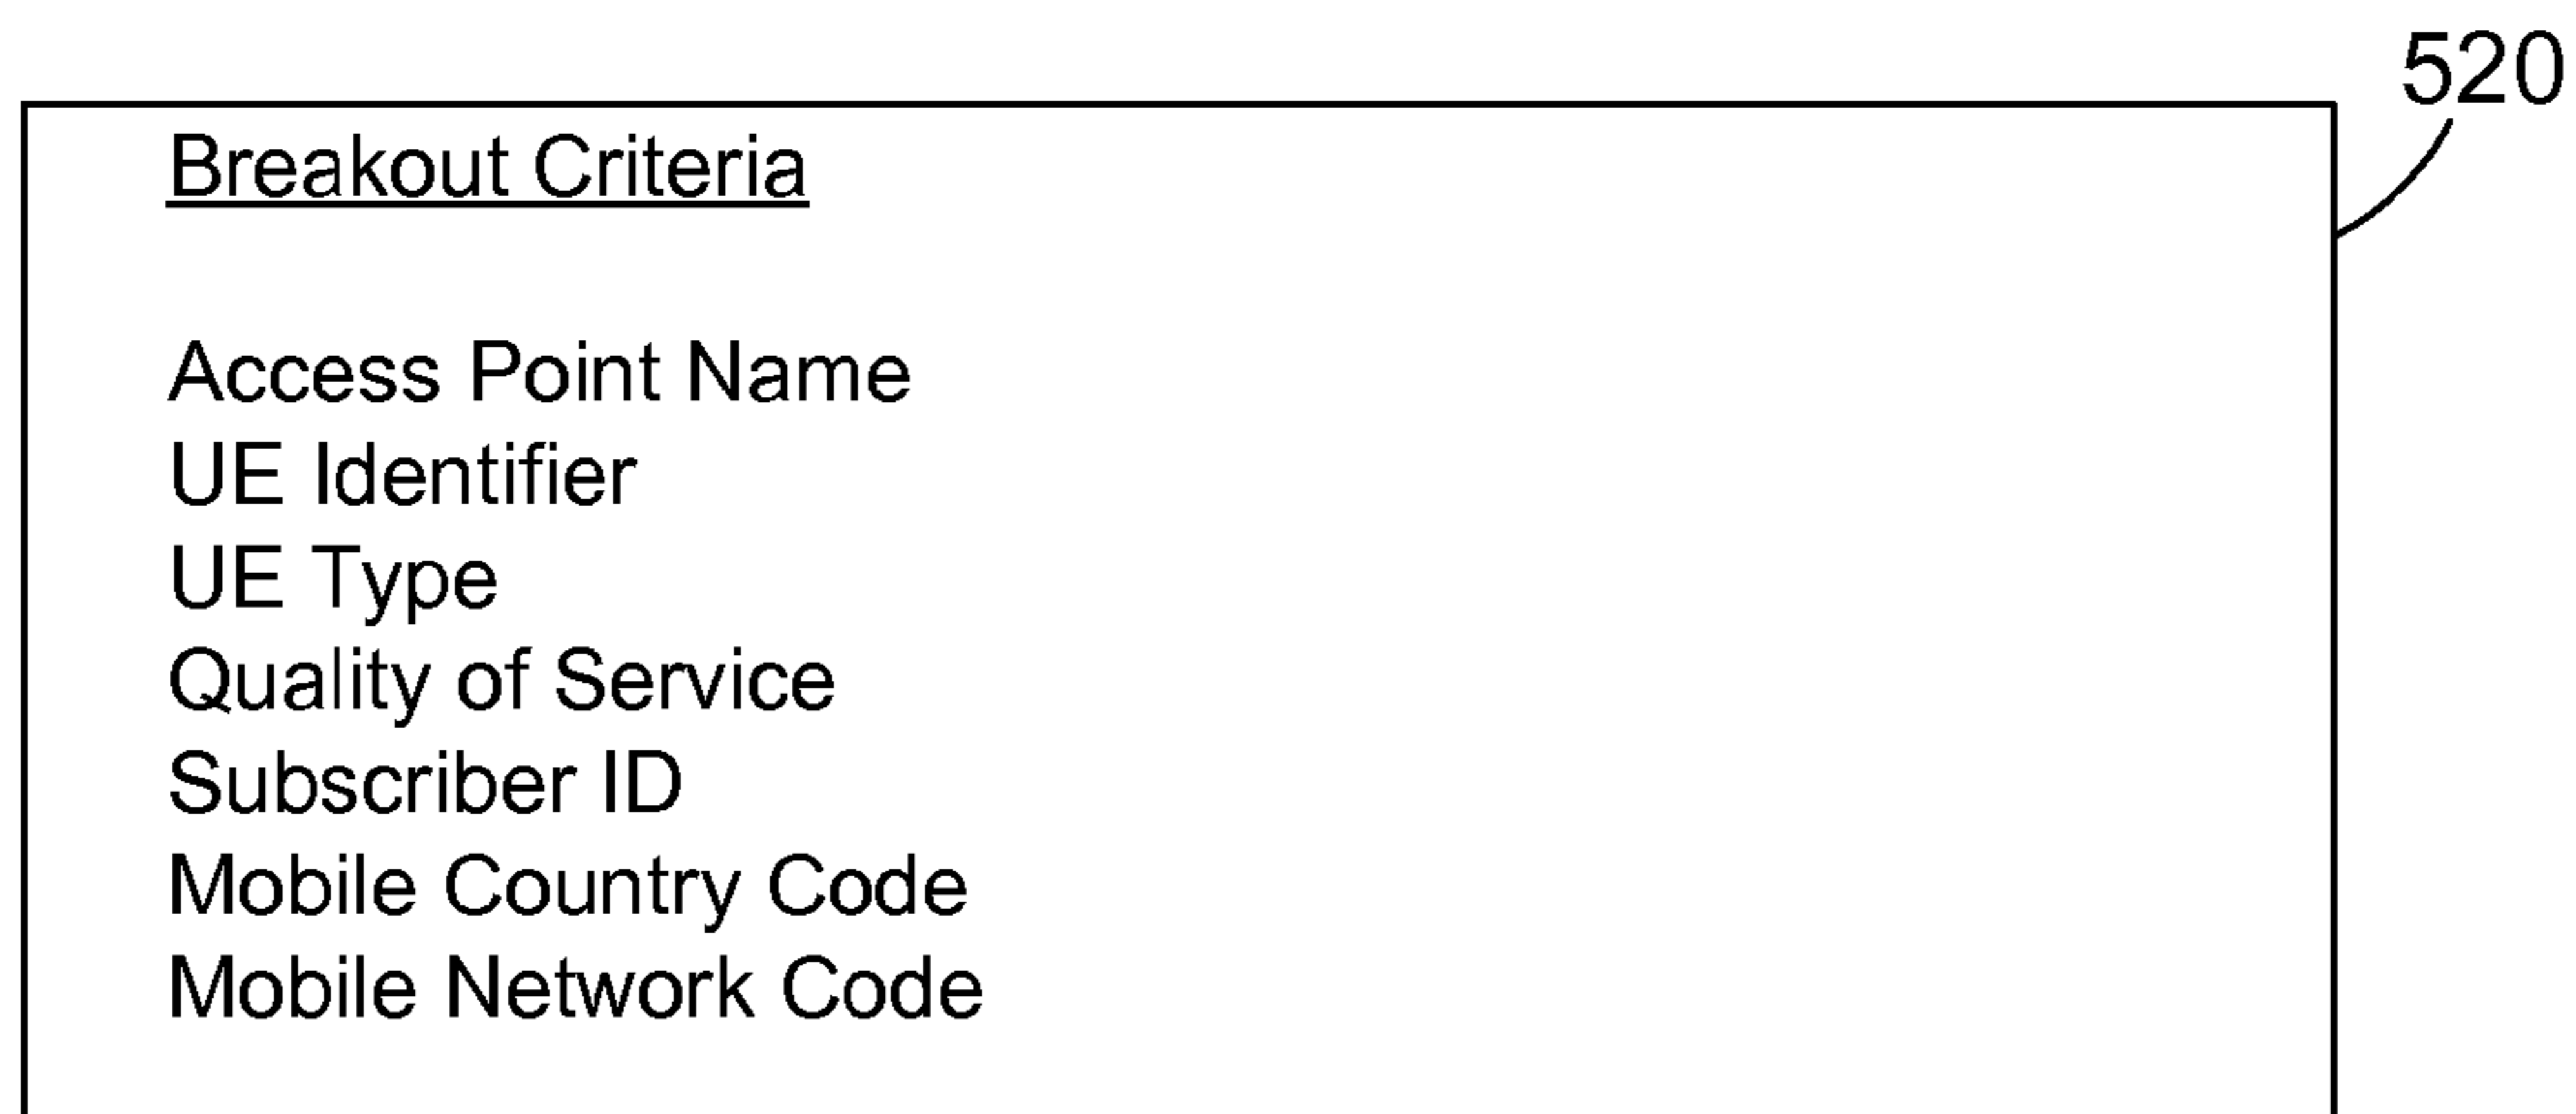 520
Breakout Criteria
Access Point Name
UE Identifier
UE Type
Quality of Service
Subscriber ID
Mobile Country Code
Mobile Network Code